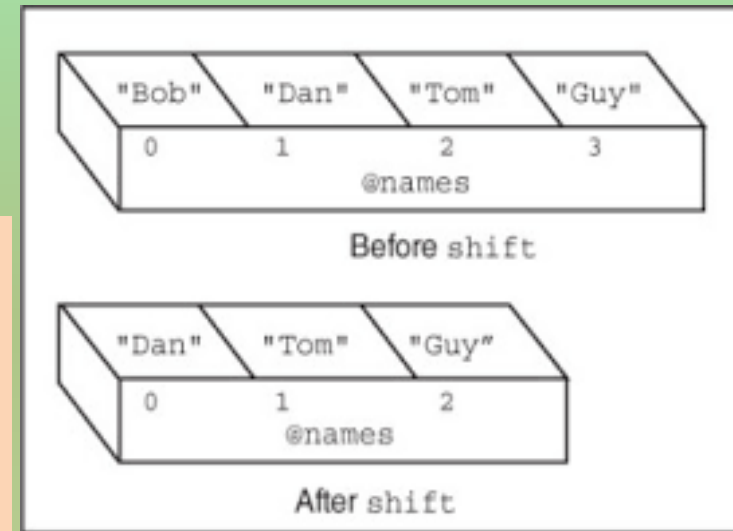 "Bob" "Dan" "Tom" "Guy"
0 1 2 3
@names
Before shift
"Dan" "Tom" "Guy”
0 1 2
@names
After shift